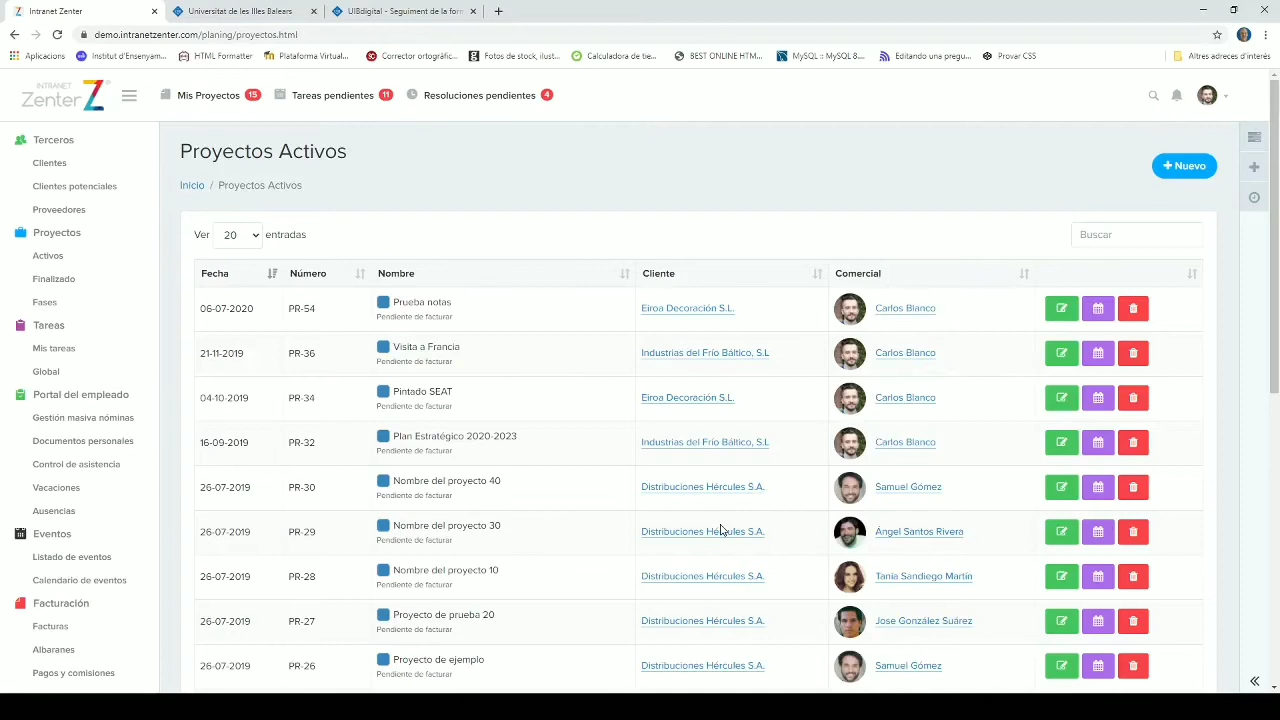 Intranet Zenter
Universitat de les Illes Balears
UIBdigital - Seguiment de la for
demo.intranetzenter.com/planing/proyectos.html
Aplicacions
Institut d'Ensenyam...
HTML Formatter
Plataforma Virtual...
Corrector ortogràfic...
Fotos de stock, ilust...
Calculadora de tie...
BEST ONLINE HTM...
MySQL :: MySQL 8....
Editando una pregu...
Provar CSS
Altres adreces d'interès
INTRANET
Zenter
Mis Proyectos 15
Tareas pendientes 11
Resoluciones pendientes 4
Terceros
Clientes
Clientes potenciales
Proveedores
Proyectos
Activos
Finalizado
Fases
Tareas
Mis tareas
Global
Portal del empleado
Gestión masiva nóminas
Documentos personales
Control de asistencia
Vacaciones
Ausencias
Eventos
Listado de eventos
Calendario de eventos
Facturación
Facturas
Albaranes
Pagos y comisiones
Proyectos Activos
+ Nuevo
Inicio / Proyectos Activos
Ver 20 entradas
Buscar
Fecha Número Nombre Cliente Comercial
06-07-2020 PR-54 Prueba notas Eiroa Decoración S.L. Carlos Blanco
Pendiente de facturar
21-11-2019 PR-36 Visita a Francia Industrias del Frío Báltico, S.L Carlos Blanco
Pendiente de facturar
04-10-2019 PR-34 Pintado SEAT Eiroa Decoración S.L. Carlos Blanco
Pendiente de facturar
16-09-2019 PR-32 Plan Estratégico 2020-2023 Industrias del Frío Báltico, S.L Carlos Blanco
Pendiente de facturar
26-07-2019 PR-30 Nombre del proyecto 40 Distribuciones Hércules S.A. Samuel Gómez
Pendiente de facturar
26-07-2019 PR-29 Nombre del proyecto 30 Distribuciones Hércules S.A. Ángel Santos Rivera
Pendiente de facturar
26-07-2019 PR-28 Nombre del proyecto 10 Distribuciones Hércules S.A. Tania Sandiego Martín
Pendiente de facturar
26-07-2019 PR-27 Proyecto de prueba 20 Distribuciones Hércules S.A. Jose González Suárez
Pendiente de facturar
26-07-2019 PR-26 Proyecto de ejemplo Distribuciones Hércules S.A. Samuel Gómez
Pendiente de facturar